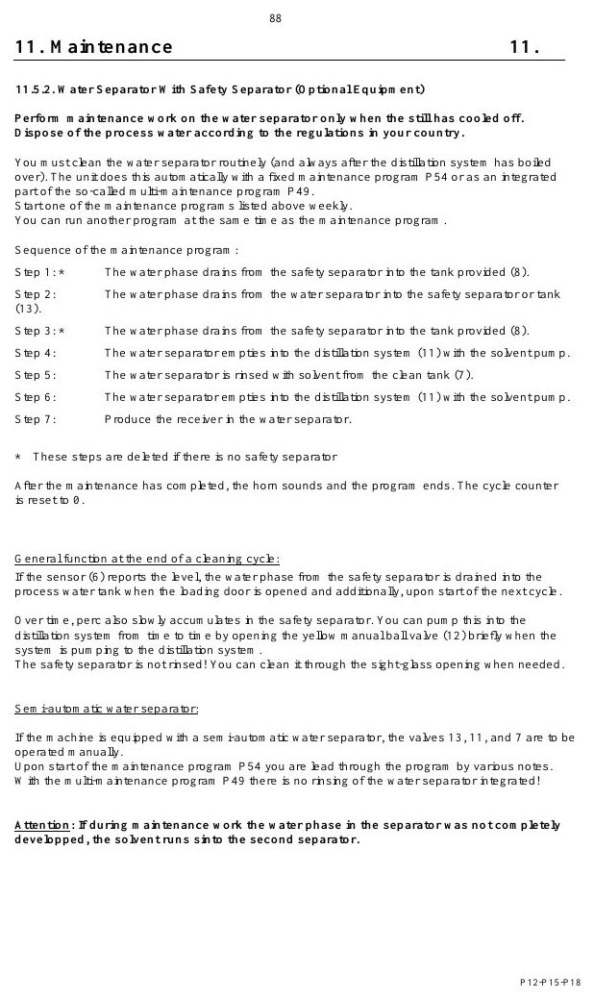 88
11. Maintenance 11.
11.5.2. Water Separator With Safety Separator (Optional Equipment)
Perform maintenance work on the water separator only when the still has cooled off.
Dispose of the process water according to the regulations in your country.
You must clean the water separator routinely (and always after the distillation system has boiled
over). The unit does this automatically with a fixed maintenance program P54 or as an integrated
part of the so-called multi-maintenance program P49.
Start one of the maintenance programs listed above weekly.
You can run another program at the same time as the maintenance program.
Sequence of the maintenance program:
Step 1:* The water phase drains from the safety separator into the tank provided (8).
Step 2: The water phase drains from the water separator into the safety separator or tank
(13).
Step 3:* The water phase drains from the safety separator into the tank provided (8).
Step 4: The water separator empties into the distillation system (11) with the solvent pump.
Step 5: The water separator is rinsed with solvent from the clean tank (7).
Step 6: The water separator empties into the distillation system (11) with the solvent pump.
Step 7: Produce the receiver in the water separator.
* These steps are deleted if there is no safety separator
After the maintenance has completed, the horn sounds and the program ends. The cycle counter
is reset to 0.
General function at the end of a cleaning cycle:
If the sensor (6) reports the level, the water phase from the safety separator is drained into the
process water tank when the loading door is opened and additionally, upon start of the next cycle.
Over time, perc also slowly accumulates in the safety separator. You can pump this into the
distillation system from time to time by opening the yellow manual ball valve (12) briefly when the
system is pumping to the distillation system.
The safety separator is not rinsed! You can clean it through the sight-glass opening when needed.
Semi-automatic water separator:
If the machine is equipped with a semi-automatic water separator, the valves 13, 11, and 7 are to be
operated manually.
Upon start of the maintenance program P54 you are lead through the program by various notes.
With the multi-maintenance program P49 there is no rinsing of the water separator integrated!
Attention: If during maintenance work the water phase in the separator was not completely
developped, the solvent runs sinto the second separator.
P12-P15-P18